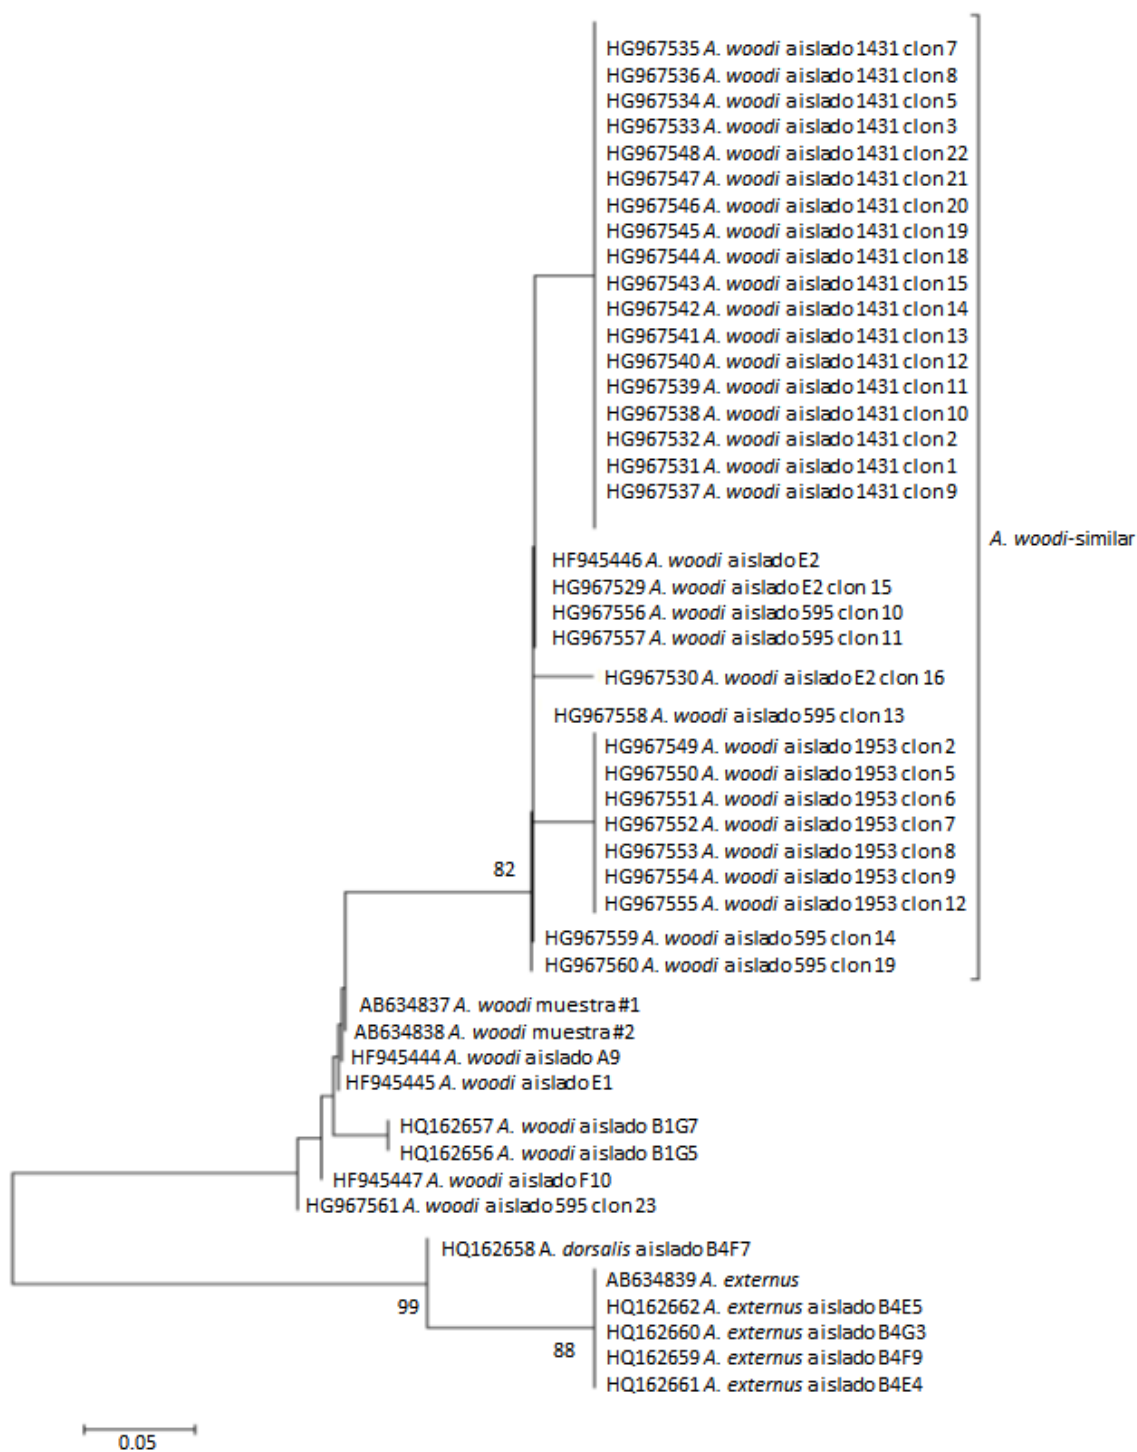 HG967535 A. woodi aislado 1431 clon 7
HG967536 A. woodi aislado 1431 clon 8
HG967534 A. woodi aislado 1431 clon 5
HG967533 A. woodi aislado 1431 clon 3
HG967548 A. woodi aislado 1431 clon 22
HG967547 A. woodi aislado 1431 clon 21
HG967546 A. woodi aislado 1431 clon 20
HG967545 A. woodi aislado 1431 clon 19
HG967544 A. woodi aislado 1431 clon 18
HG967543 A. woodi aislado 1431 clon 15
HG967542 A. woodi aislado 1431 clon 14
HG967541 A. woodi aislado 1431 clon 13
HG967540 A. woodi aislado 1431 clon 12
HG967539 A. woodi aislado 1431 clon 11
HG967538 A. woodi aislado 1431 clon 10
HG967532 A. woodi aislado 1431 clon 2
HG967531 A. woodi aislado 1431 clon 1
HG967537 A. woodi aislado 1431 clon 9
A. woodi-similar
HF945446 A. woodi aislado E2
HG967529 A. woodi aislado E2 clon 15
HG967556 A. woodi aislado 595 clon 10
HG967557 A. woodi aislado 595 clon 11
HG967530 A. woodi aislado E2 clon 16
HG967558 A. woodi aislado 595 clon 13
HG967549 A. woodi aislado 1953 clon 2
HG967550 A. woodi aislado 1953 clon 5
HG967551 A. woodi aislado 1953 clon 6
HG967552 A. woodi aislado 1953 clon 7
HG967553 A. woodi aislado 1953 clon 8
82
HG967554 A. woodi aislado 1953 clon 9
HG967555 A. woodi aislado 1953 clon 12
HG967559 A. woodi aislado 595 clon 14
HG967560 A. woodi aislado 595 clon 19
AB634837 A. woodi muestra #1
AB634838 A. woodi muestra #2
HF945444 A. woodi aislado A9
HF945445 A. woodi aislado E1
HQ162657 A. woodi aislado B1G7
HQ162656 A. woodi aislado B1G5
HF945447 A. woodi aislado F10
HG967561 A. woodi aislado 595 clon 23
HQ162658 A. dorsalis aislado B4F7
AB634839 A. externus
99
HQ162662 A. externus aislado B4E5
HQ162660 A. externus aislado B4G3
88
HQ162659 A. externus aislado B4F9
HQ162661 A. externus aislado B4E4
0.05